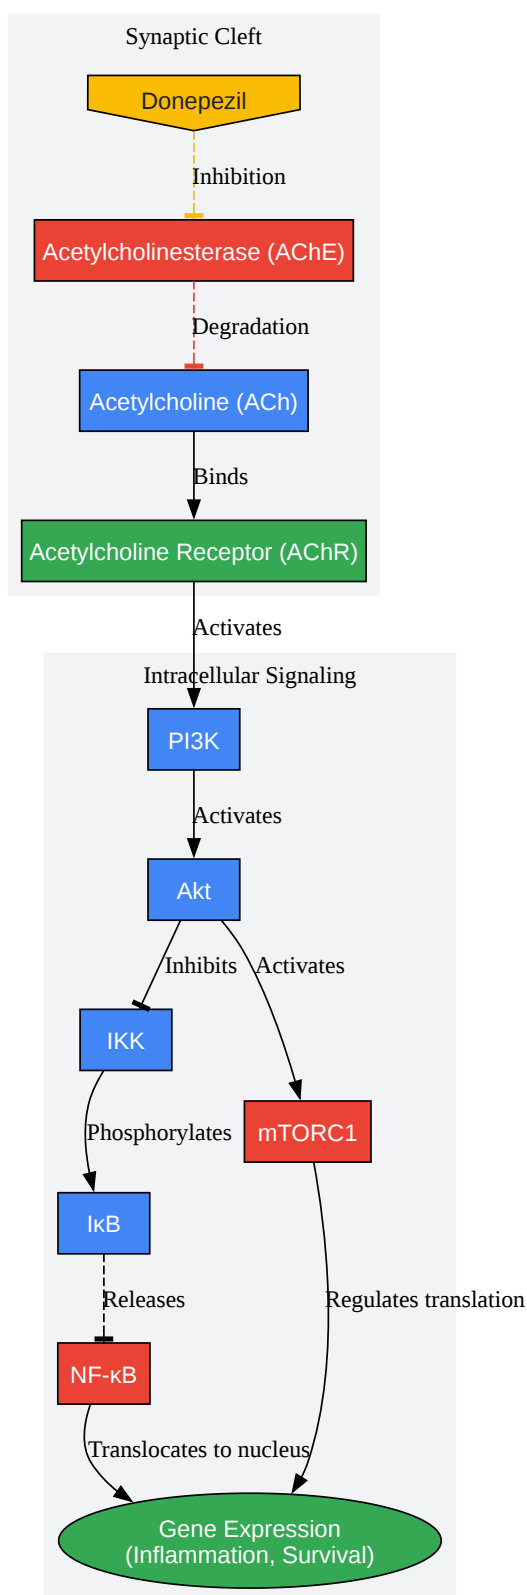 Synaptic Cleft
Donepezil
Inhibition
Acetylcholinesterase (AChE)
Degradation
Acetylcholine (ACh)
Binds
Acetylcholine Receptor (AChR)
Activates
Intracellular Signaling
PI3K
Activates
Akt
Inhibits
Activates
IKK
mTORC1
Phosphorylates
IκB
Releases
Regulates translation
NF-κB
Translocates to nucleus
Gene Expression
(Inflammation, Survival)